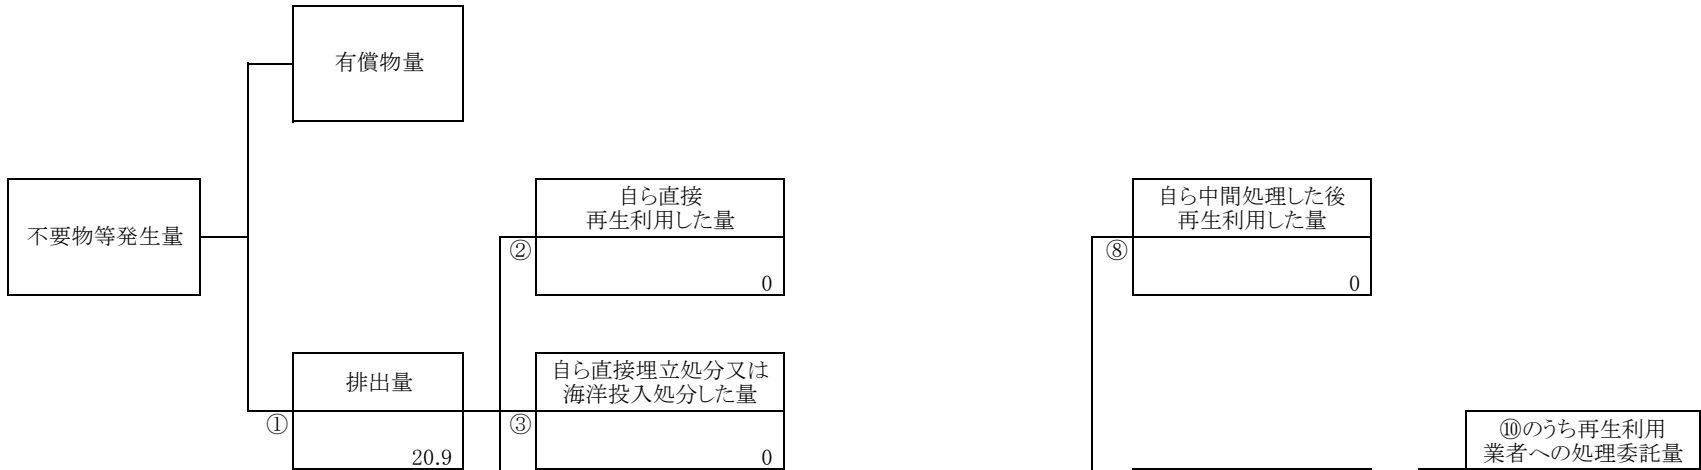 有償物量
不要物等発生量
自ら直接
再生利用した量
②
0
自ら中間処理した後
再生利用した量
⑧
0
排出量
①
20.9
自ら直接埋立処分又は
海洋投入処分した量
③
0
⑩のうち再生利用
業者への処理委託量